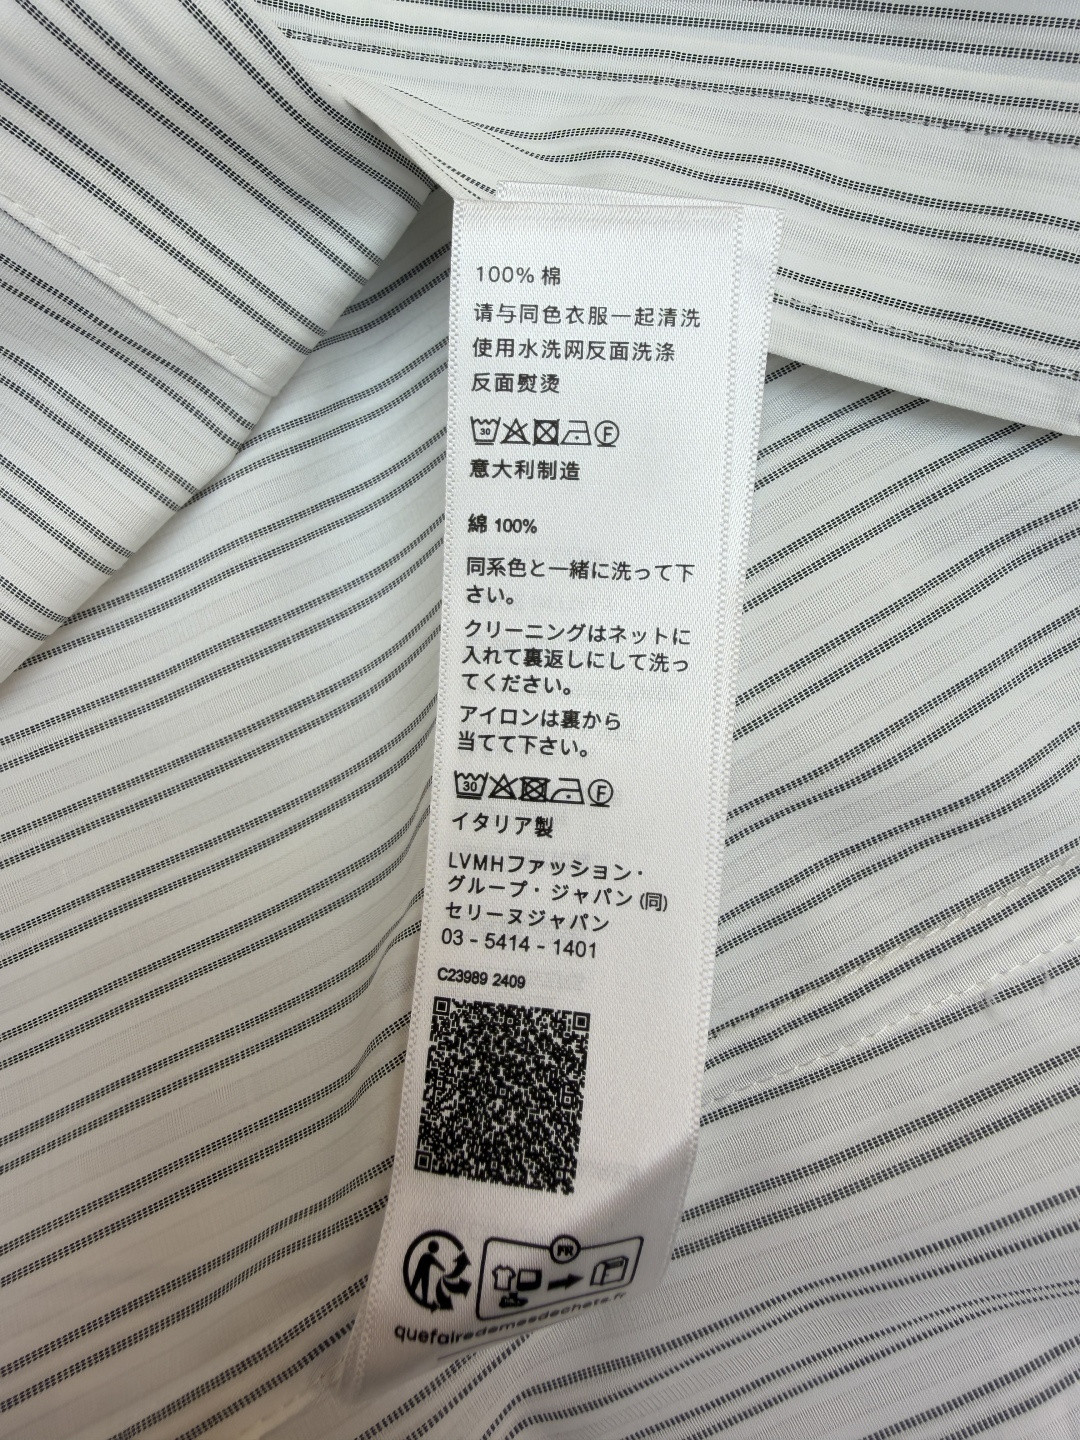 100% 棉
请与同色衣服一起清洗
使用水洗网反面洗涤
反面熨烫
30 F
意大利制造
綿 100%
同系色と一緒に洗って下
さい。
クリーニングはネットに
入れて裏返しにして洗っ
てください。
アイロンは裏から
当てて下さい。
30 F
イタリア製
LVMHファッション・
グループ・ジャパン (同)
セリーヌジャパン
03 - 5414 - 1401
C23989 2409
FR
quefairedemesdechets.fr